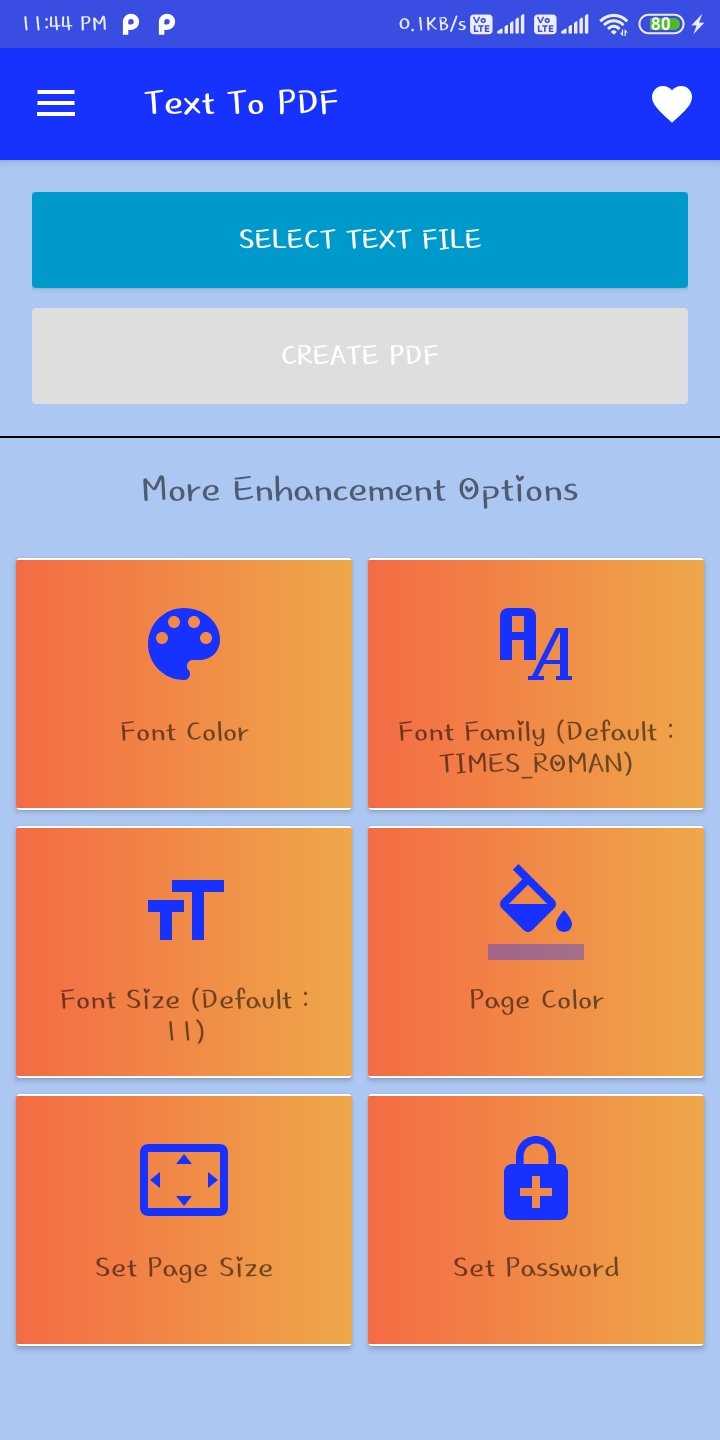 11:44 PM 0.1KB/s Vo LTE Vo LTE 80
Text To PDF
SELECT TEXT FILE
CREATE PDF
More Enhancement Options
Font Color
Font Family (Default :
TIMES_ROMAN)
Font Size (Default :
11)
Page Color
Set Page Size
Set Password